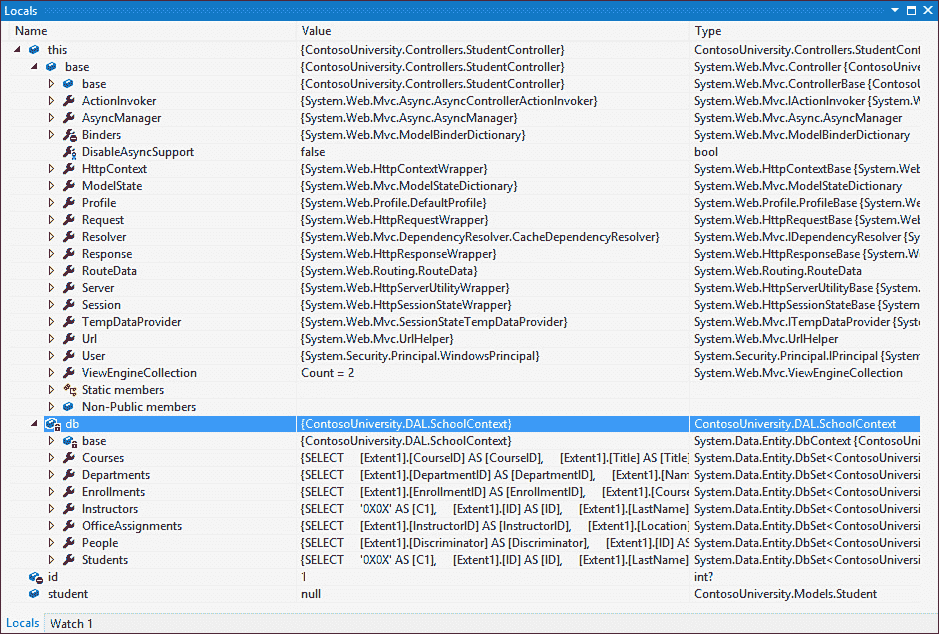 Locals
Name Value Type
this {ContosoUniversity.Controllers.StudentController} ContosoUniversity.Controllers.StudentCont
base {ContosoUniversity.Controllers.StudentController} System.Web.Mvc.Controller {ContosoUnive
base {ContosoUniversity.Controllers.StudentController} System.Web.Mvc.ControllerBase {ContosoU
ActionInvoker {System.Web.Mvc.Async.AsyncControllerActionInvoker} System.Web.Mvc.IActionInvoker {System.W
AsyncManager {System.Web.Mvc.Async.AsyncManager} System.Web.Mvc.Async.AsyncManager
Binders {System.Web.Mvc.ModelBinderDictionary} System.Web.Mvc.ModelBinderDictionary
DisableAsyncSupport false bool
HttpContext {System.Web.HttpContextWrapper} System.Web.HttpContextBase {System.Web
ModelState {System.Web.Mvc.ModelStateDictionary} System.Web.Mvc.ModelStateDictionary
Profile {System.Web.Profile.DefaultProfile} System.Web.Profile.ProfileBase {System.We
Request {System.Web.HttpRequestWrapper} System.Web.HttpRequestBase {System.Web
Resolver {System.Web.Mvc.DependencyResolver.CacheDependencyResolver} System.Web.Mvc.IDependencyResolver {Sy
Response {System.Web.HttpResponseWrapper} System.Web.HttpResponseBase {System.W
RouteData {System.Web.Routing.RouteData} System.Web.Routing.RouteData
Server {System.Web.HttpServerUtilityWrapper} System.Web.HttpServerUtilityBase {System.
Session {System.Web.HttpSessionStateWrapper} System.Web.HttpSessionStateBase {System
TempDataProvider {System.Web.Mvc.SessionStateTempDataProvider} System.Web.Mvc.ITempDataProvider {Syst
Url {System.Web.Mvc.UrlHelper} System.Web.Mvc.UrlHelper
User {System.Security.Principal.WindowsPrincipal} System.Security.Principal.IPrincipal {System
ViewEngineCollection Count = 2 System.Web.Mvc.ViewEngineCollection
Static members
Non-Public members
db {ContosoUniversity.DAL.SchoolContext} ContosoUniversity.DAL.SchoolContext
base {ContosoUniversity.DAL.SchoolContext} System.Data.Entity.DbContext {ContosoUni
Courses {SELECT [Extent1].[CourseID] AS [CourseID], [Extent1].[Title] AS [Title] System.Data.Entity.DbSet<ContosoUniversi
Departments {SELECT [Extent1].[DepartmentID] AS [DepartmentID], [Extent1].[Nam System.Data.Entity.DbSet<ContosoUniversi
Enrollments {SELECT [Extent1].[EnrollmentID] AS [EnrollmentID], [Extent1].[Course System.Data.Entity.DbSet<ContosoUniversi
Instructors {SELECT '0X0X' AS [C1], [Extent1].[ID] AS [ID], [Extent1].[LastName] System.Data.Entity.DbSet<ContosoUniversi
OfficeAssignments {SELECT [Extent1].[InstructorID] AS [InstructorID], [Extent1].[Location] System.Data.Entity.DbSet<ContosoUniversi
People {SELECT [Extent1].[Discriminator] AS [Discriminator], [Extent1].[ID] AS System.Data.Entity.DbSet<ContosoUniversi
Students {SELECT '0X0X' AS [C1], [Extent1].[ID] AS [ID], [Extent1].[LastName] System.Data.Entity.DbSet<ContosoUniversi
id 1 int?
student null ContosoUniversity.Models.Student
Locals Watch 1